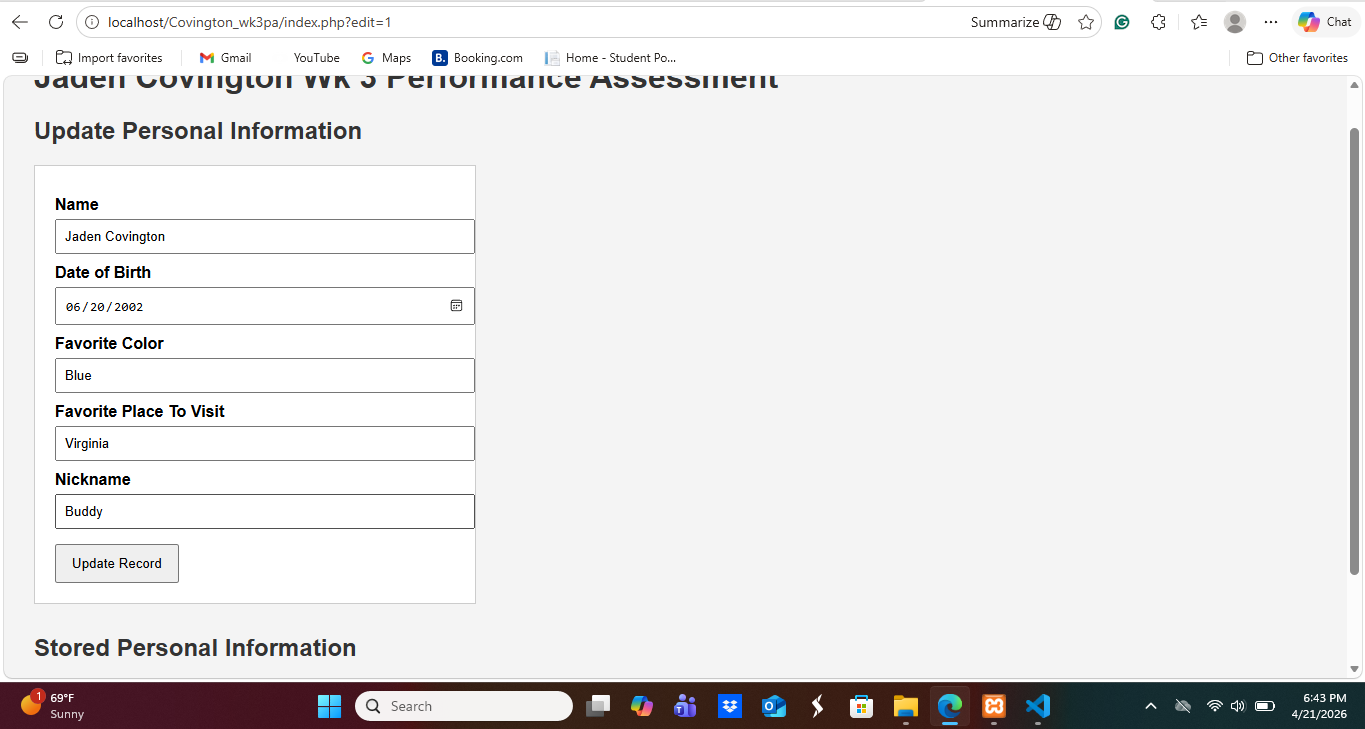 localhost/Covington_wk3pa/index.php?edit=1
Summarize
Chat
Import favorites
Gmail
YouTube
Maps
B.
Booking.com
Home - Student Po...
Other favorites
Jaden Covington Wk 3 Performance Assessment
Update Personal Information
Name
Jaden Covington
Date of Birth
06/20/2002
Favorite Color
Blue
Favorite Place To Visit
Virginia
Nickname
Buddy
Update Record
Stored Personal Information
1
69°F
Sunny
Search
6:43 PM
4/21/2026